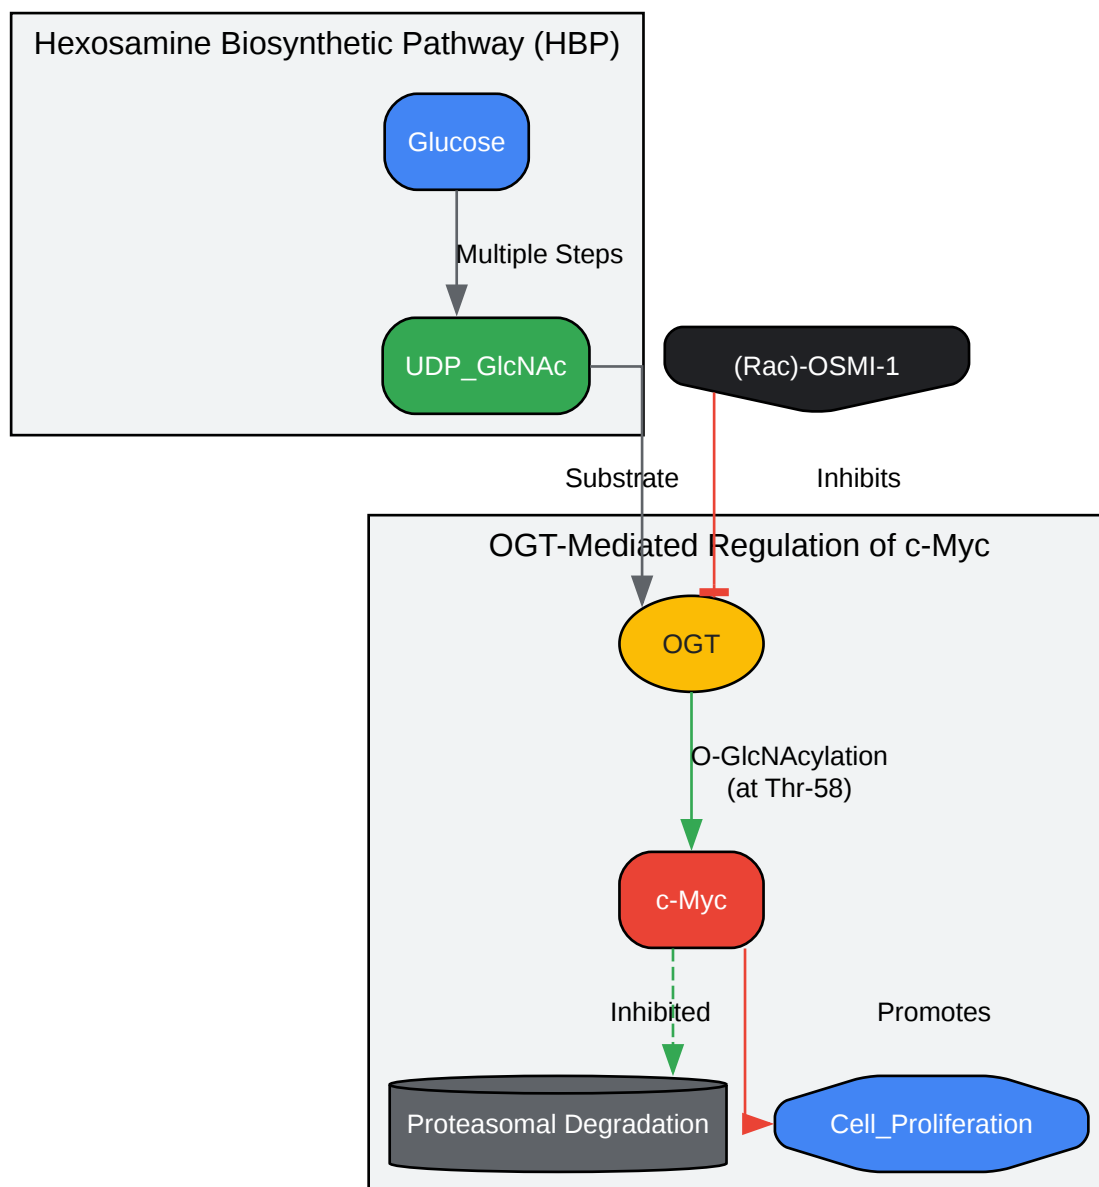 Hexosamine Biosynthetic Pathway (HBP)
Glucose
Multiple Steps
UDP_GlcNAc
(Rac)-OSMI-1
Substrate
Inhibits
OGT-Mediated Regulation of c-Myc
OGT
O-GlcNAcylation
(at Thr-58)
c-Myc
Inhibited
Promotes
Proteasomal Degradation
Cell_Proliferation